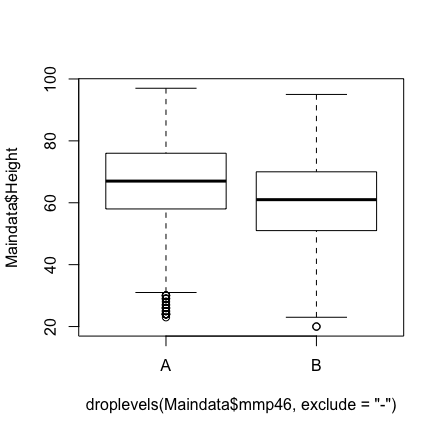 Maindata$Height
100
80
60
40
20
A B
droplevels(Maindata$mmp46, exclude = "-")